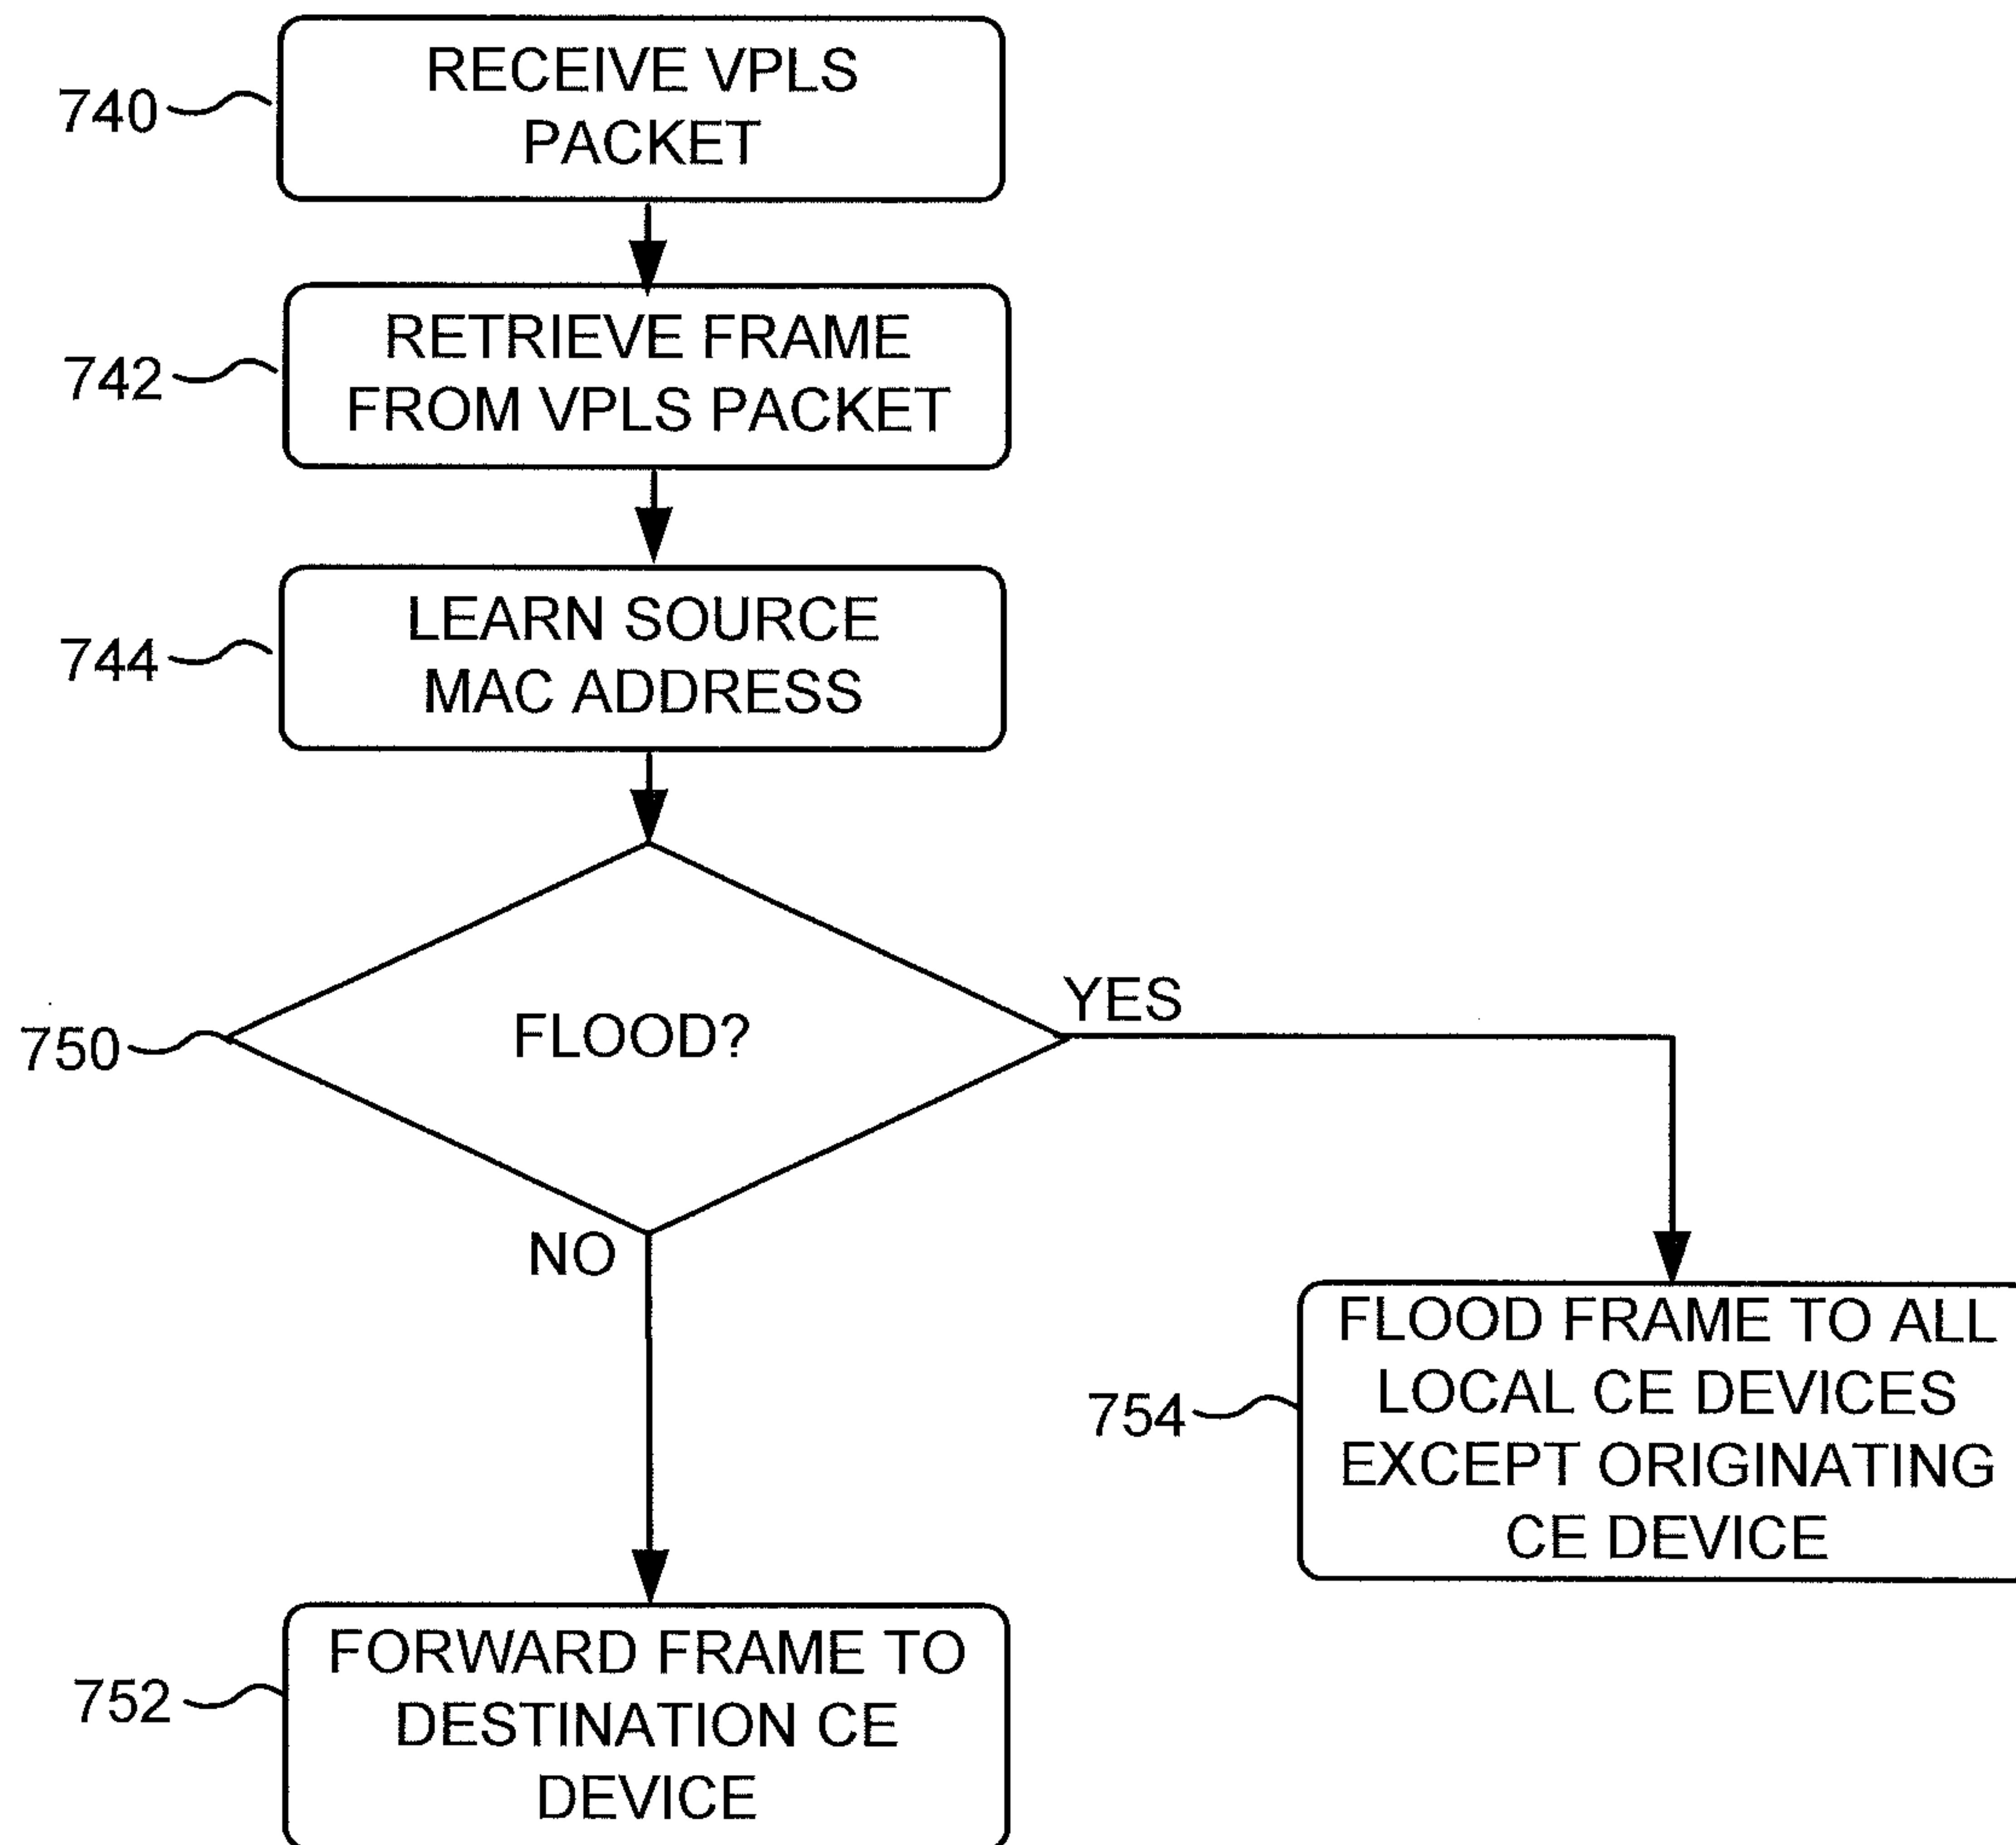 740
RECEIVE VPLS
PACKET
742
RETRIEVE FRAME
FROM VPLS PACKET
744
LEARN SOURCE
MAC ADDRESS
750
FLOOD?
YES
NO
754
FLOOD FRAME TO ALL
LOCAL CE DEVICES
EXCEPT ORIGINATING
CE DEVICE
752
FORWARD FRAME TO
DESTINATION CE
DEVICE